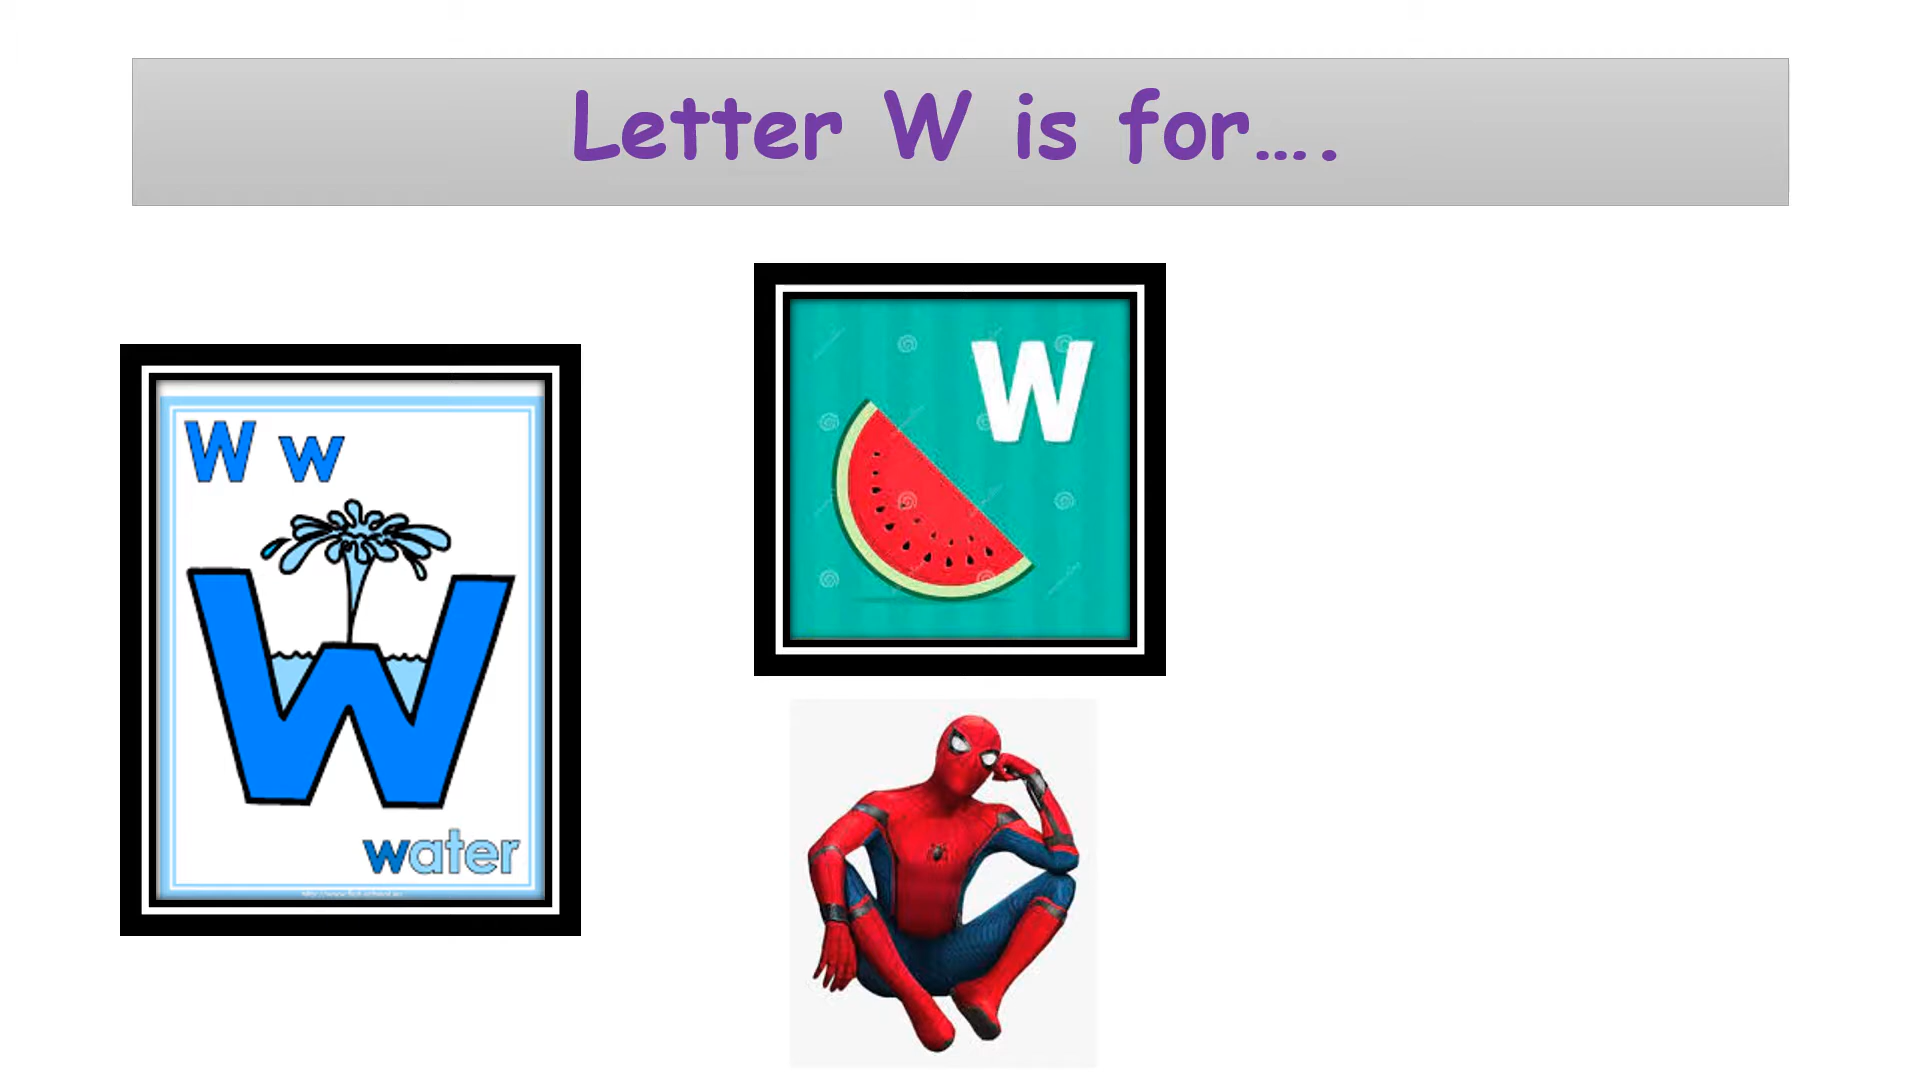 Letter W is for….
W w
W
water
W